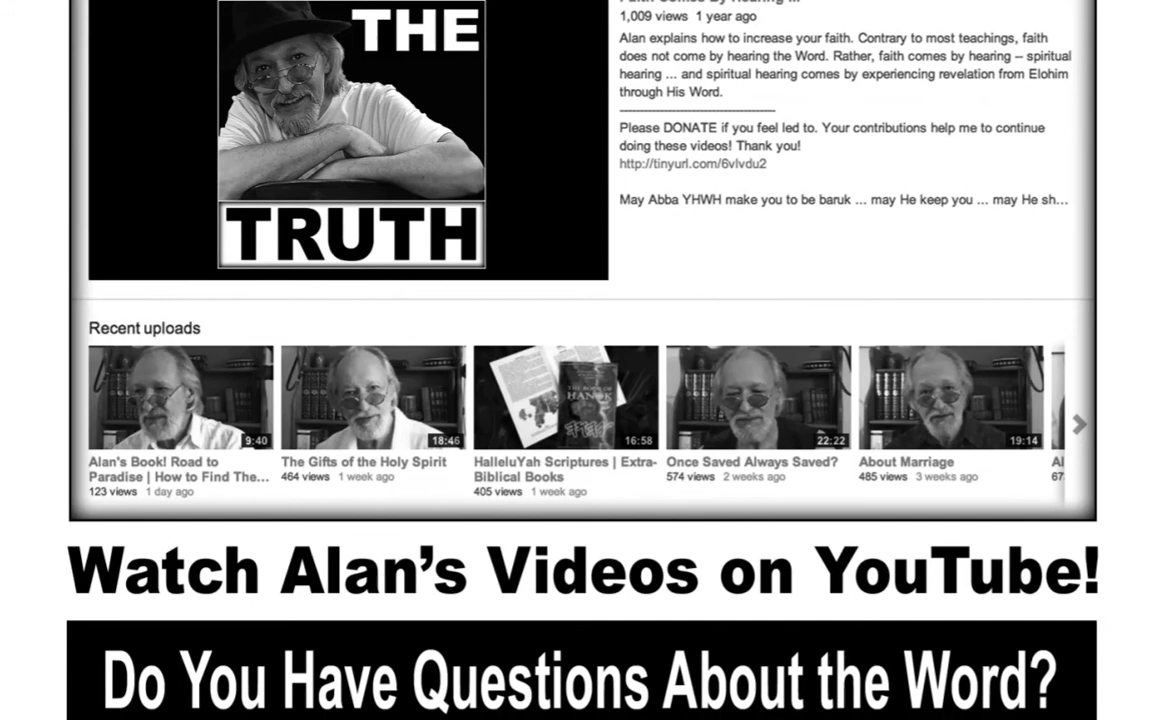 THE
TRUTH
1,009 views 1 year ago
Alan explains how to increase your faith. Contrary to most teachings, faith
does not come by hearing the Word. Rather, faith comes by hearing – spiritual
hearing ... and spiritual hearing comes by experiencing revelation from Elohim
through His Word.
----------------------------------------
Please DONATE if you feel led to. Your contributions help me to continue
doing these videos! Thank you!
http://tinyurl.com/6vlvdu2
May Abba YHWH make you to be baruk ... may He keep you ... may He sh...
Recent uploads
9:40
18:46
THE BOOK OF
HANOK
16:58
22:22
19:14
Alan's Book! Road to
Paradise | How to Find The...
123 views 1 day ago
The Gifts of the Holy Spirit
464 views 1 week ago
HalleluYah Scriptures | Extra-
Biblical Books
405 views 1 week ago
Once Saved Always Saved?
574 views 2 weeks ago
About Marriage
485 views 3 weeks ago
Al
67
Watch Alan's Videos on YouTube!
Do You Have Questions About the Word?